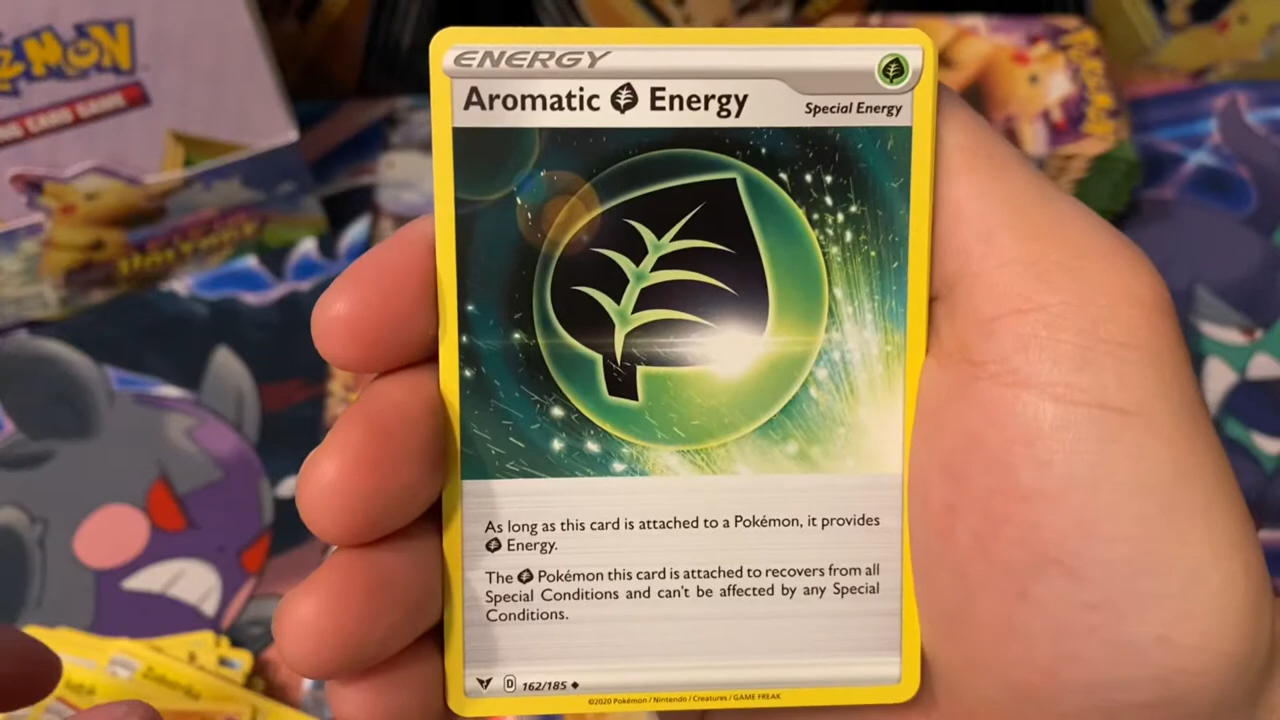 POKÉMON
ENERGY
Aromatic Energy
Special Energy
As long as this card is attached to a Pokémon, it provides
Energy.
The Pokémon this card is attached to recovers from all
Special Conditions and can't be affected by any Special
Conditions.
D 162/185
©2020 Pokémon / Nintendo / Creatures / GAME FREAK